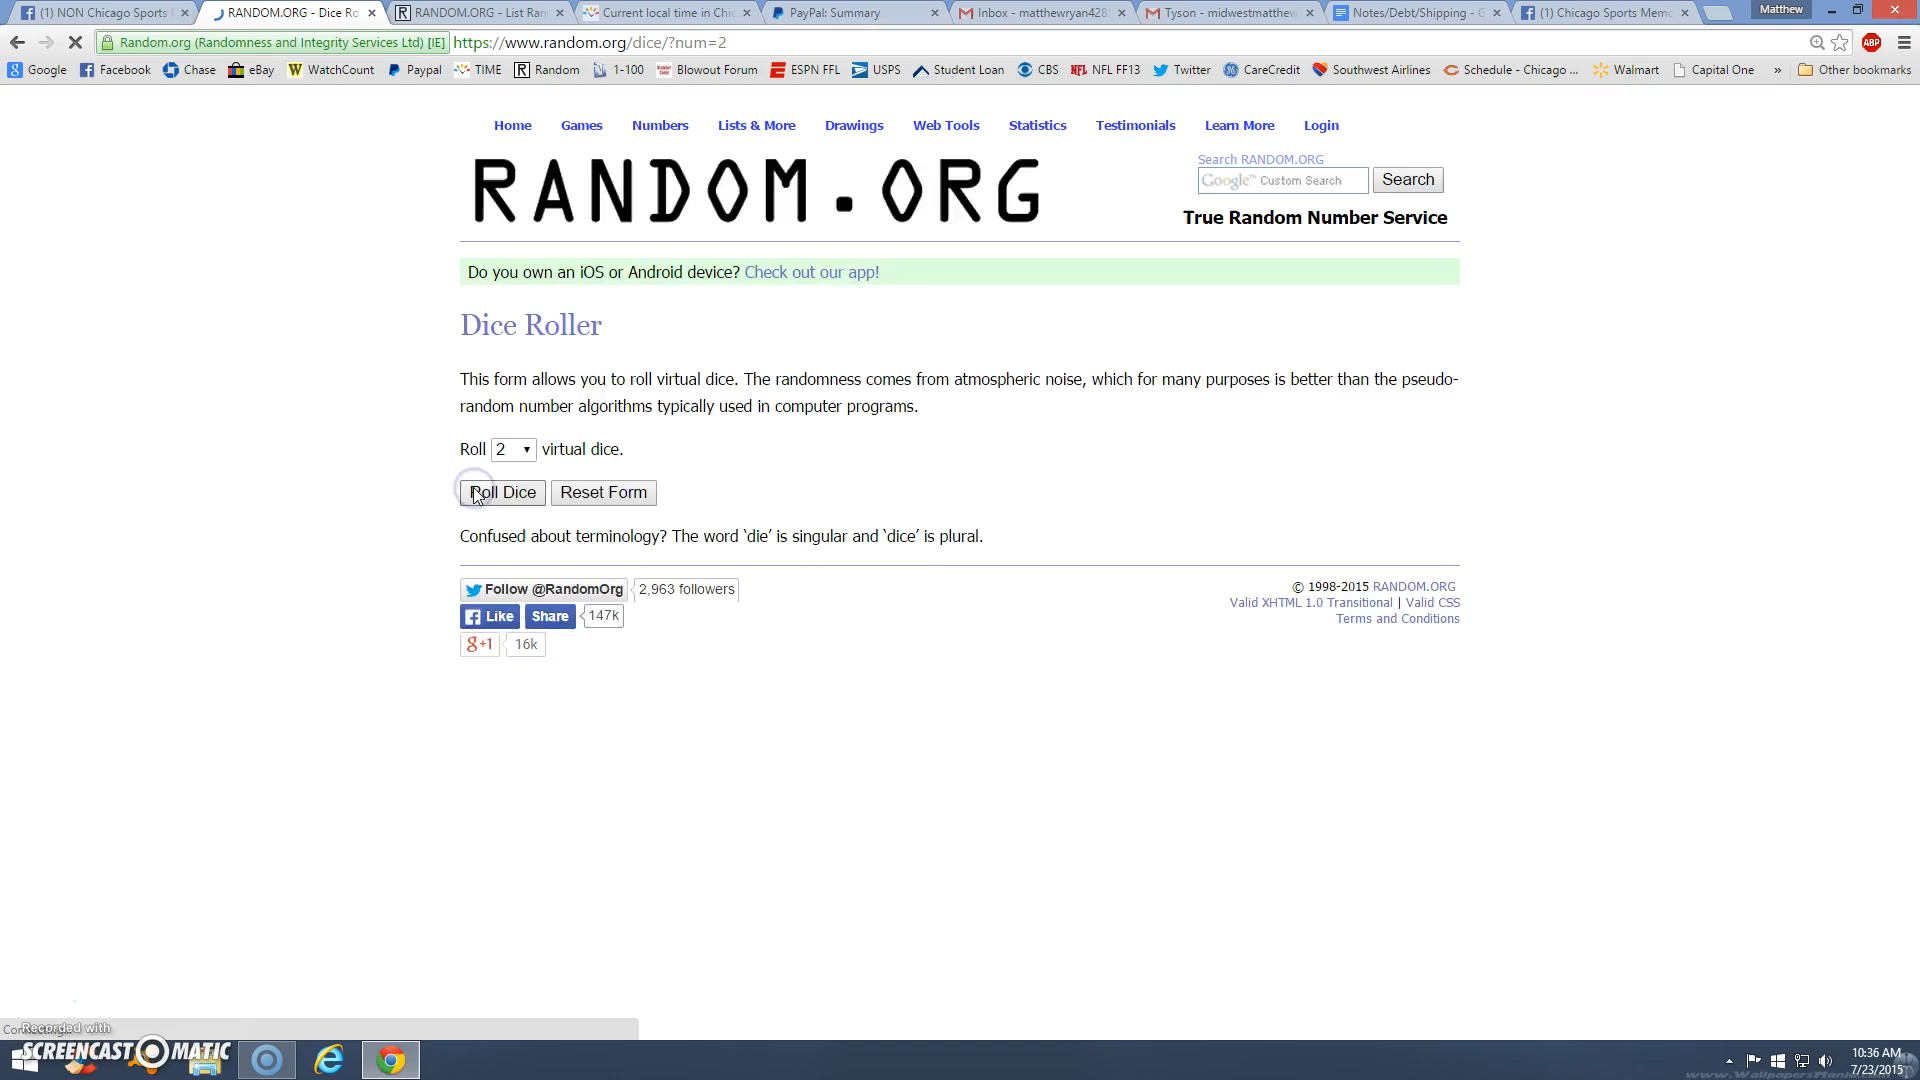 (1) NON Chicago Sports
RANDOM.ORG - Dice Ro
RANDOM.ORG - List Ran
Current local time in Chic
PayPal: Summary
Inbox - matthewryan428
Tyson - midwestmatthew
Notes/Debt/Shipping - G
(1) Chicago Sports Memo
Matthew
Random.org (Randomness and Integrity Services Ltd) [IE]
https://www.random.org/dice/?num=2
ABP
Google
Facebook
Chase
eBay
WatchCount
Paypal
TIME
Random
1-100
Blowout Forum
ESPN FFL
USPS
Student Loan
CBS
NFL FF13
Twitter
CareCredit
Southwest Airlines
Schedule - Chicago ...
Walmart
Capital One
»
Other bookmarks
Home Games Numbers Lists & More Drawings Web Tools Statistics Testimonials Learn More Login
RANDOM.ORG
Search RANDOM.ORG
Google™ Custom Search
Search
True Random Number Service
Do you own an iOS or Android device? Check out our app!
Dice Roller
This form allows you to roll virtual dice. The randomness comes from atmospheric noise, which for many purposes is better than the pseudo-
random number algorithms typically used in computer programs.
Roll 2 virtual dice.
Roll Dice
Reset Form
Confused about terminology? The word ‘die’ is singular and ‘dice’ is plural.
Follow @RandomOrg
2,963 followers
Like
Share
147k
g+1
16k
© 1998-2015 RANDOM.ORG
Valid XHTML 1.0 Transitional | Valid CSS
Terms and Conditions
Recorded with
SCREENCAST-O-MATIC
10:36 AM
7/23/2015